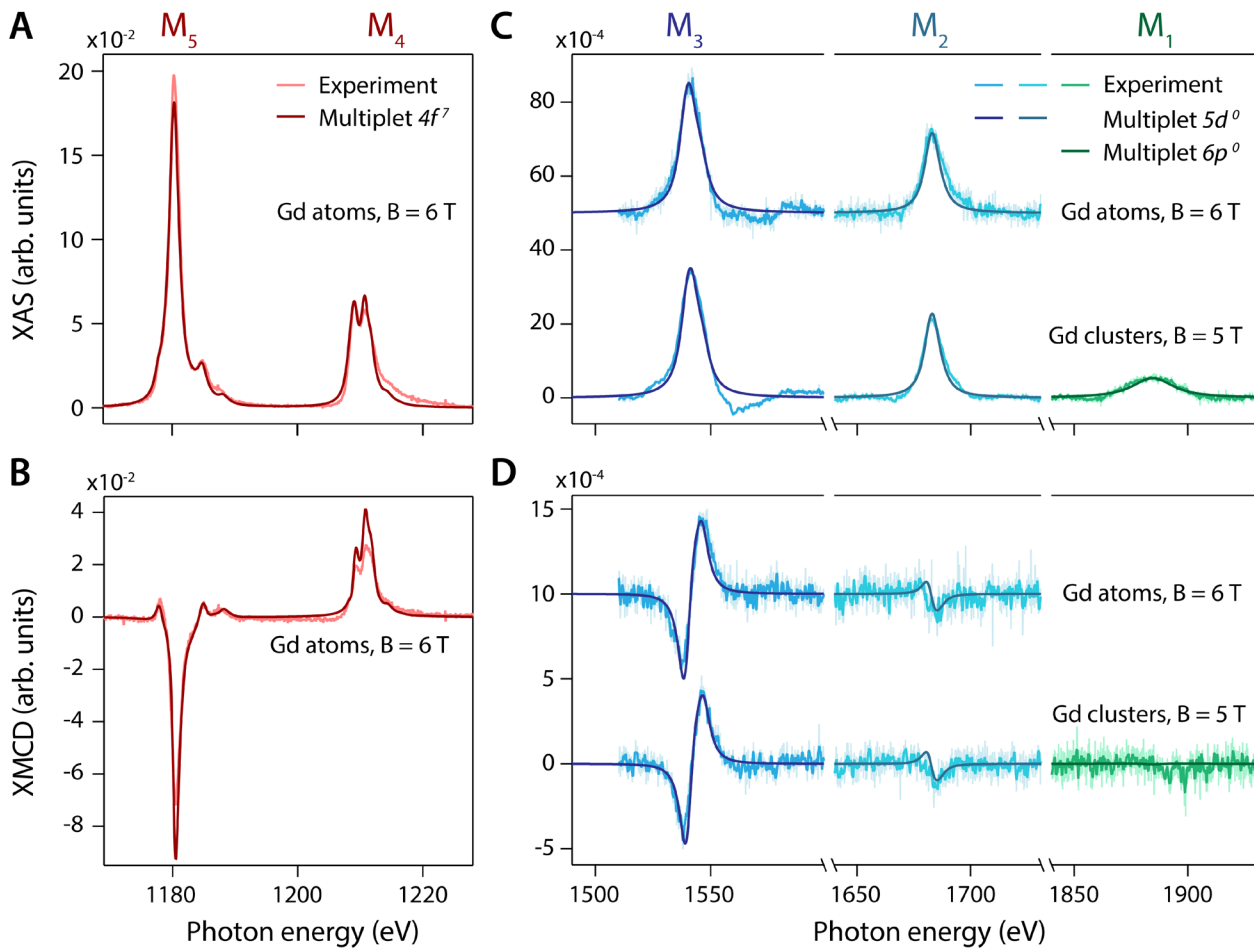 A
M5
M4
x10-2
XAS (arb. units)
20
15
10
5
0
Experiment
Multiplet 4f 7
Gd atoms, B = 6 T
B
x10-2
XMCD (arb. units)
4
2
0
-2
-4
-6
-8
Gd atoms, B = 6 T
1180
1200
1220
Photon energy (eV)
C
M3
M2
M1
x10-4
80
60
40
20
0
Experiment
Multiplet 5d 0
Multiplet 6p 0
Gd atoms, B = 6 T
Gd clusters, B = 5 T
D
x10-4
15
10
5
0
-5
Gd atoms, B = 6 T
Gd clusters, B = 5 T
1500
1550
1650
1700
1850
1900
Photon energy (eV)